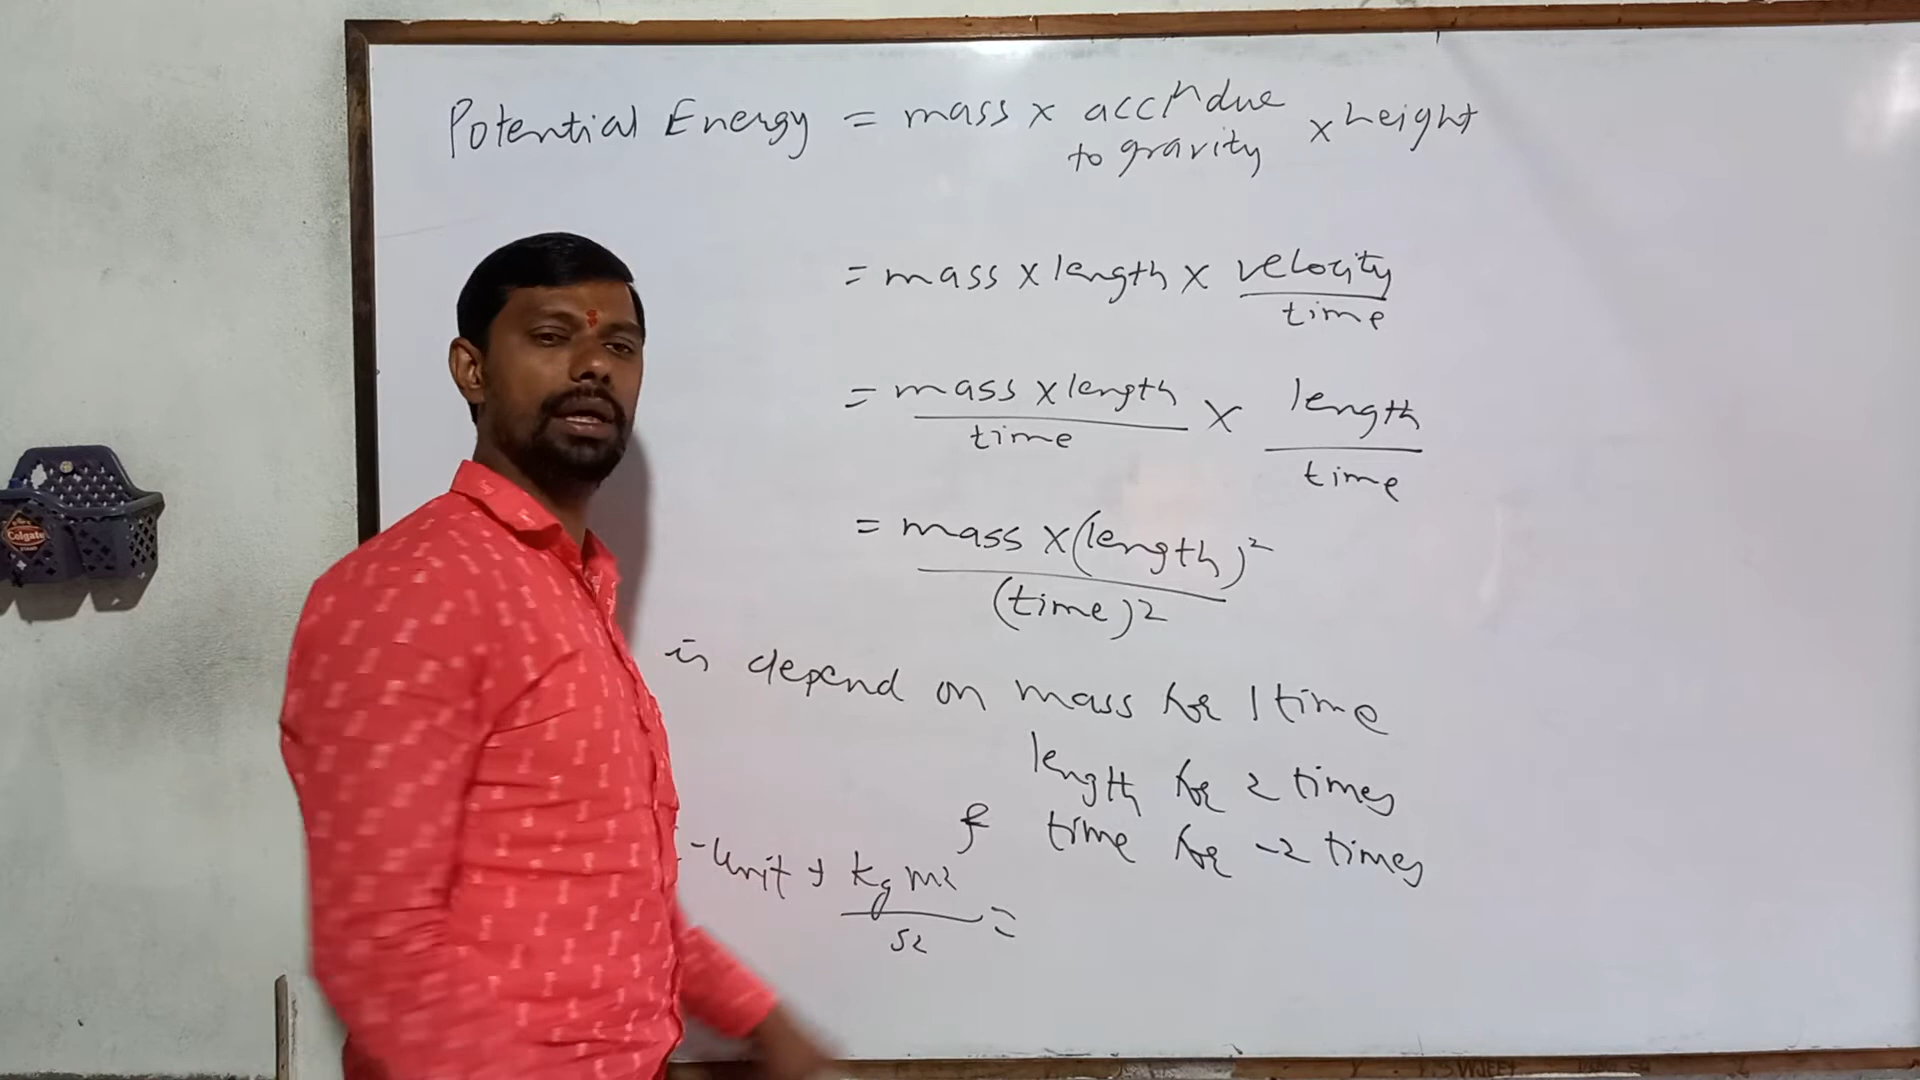 Potential Energy = mass x accⁿ due to gravity x height
= mass x length x velocity / time
= mass x length / time x length / time
= mass x (length)² / (time)²
is depend on mass for 1 time
length for 2 times
& time for -2 times
-Unit → kg m2 / s2 =
Colgate